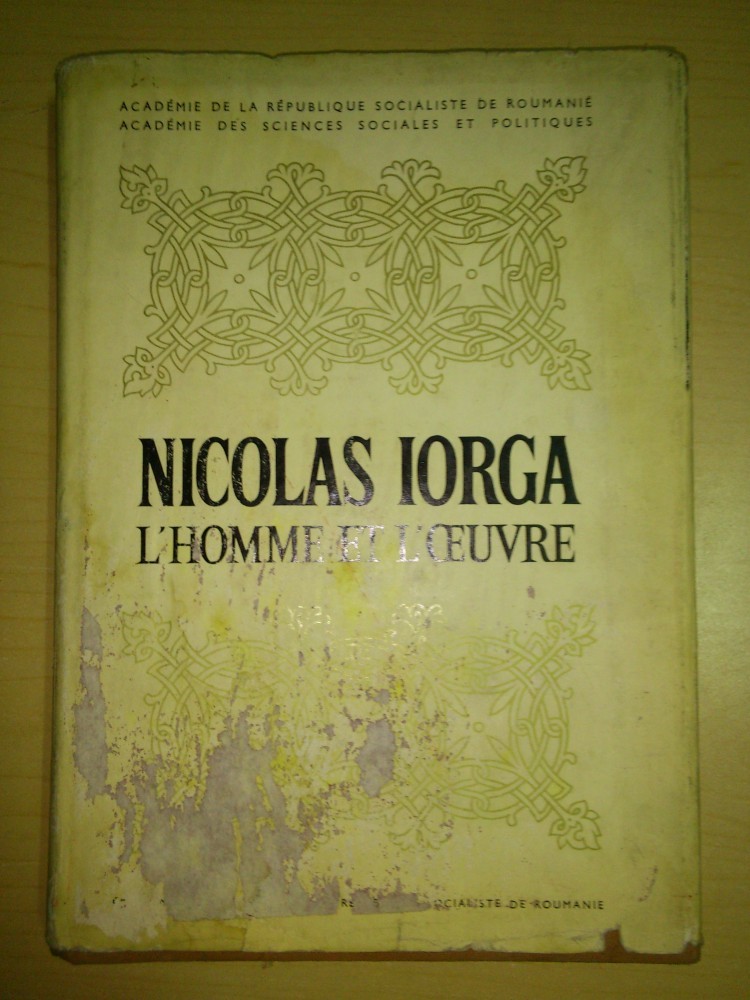 ACADÉMIE DE LA RÉPUBLIQUE SOCIALISTE DE ROUMANIE
ACADÉMIE DES SCIENCES SOCIALES ET POLITIQUES
NICOLAS IORGA
L'HOMME ET L'ŒUVRE
DE ROUMANIE